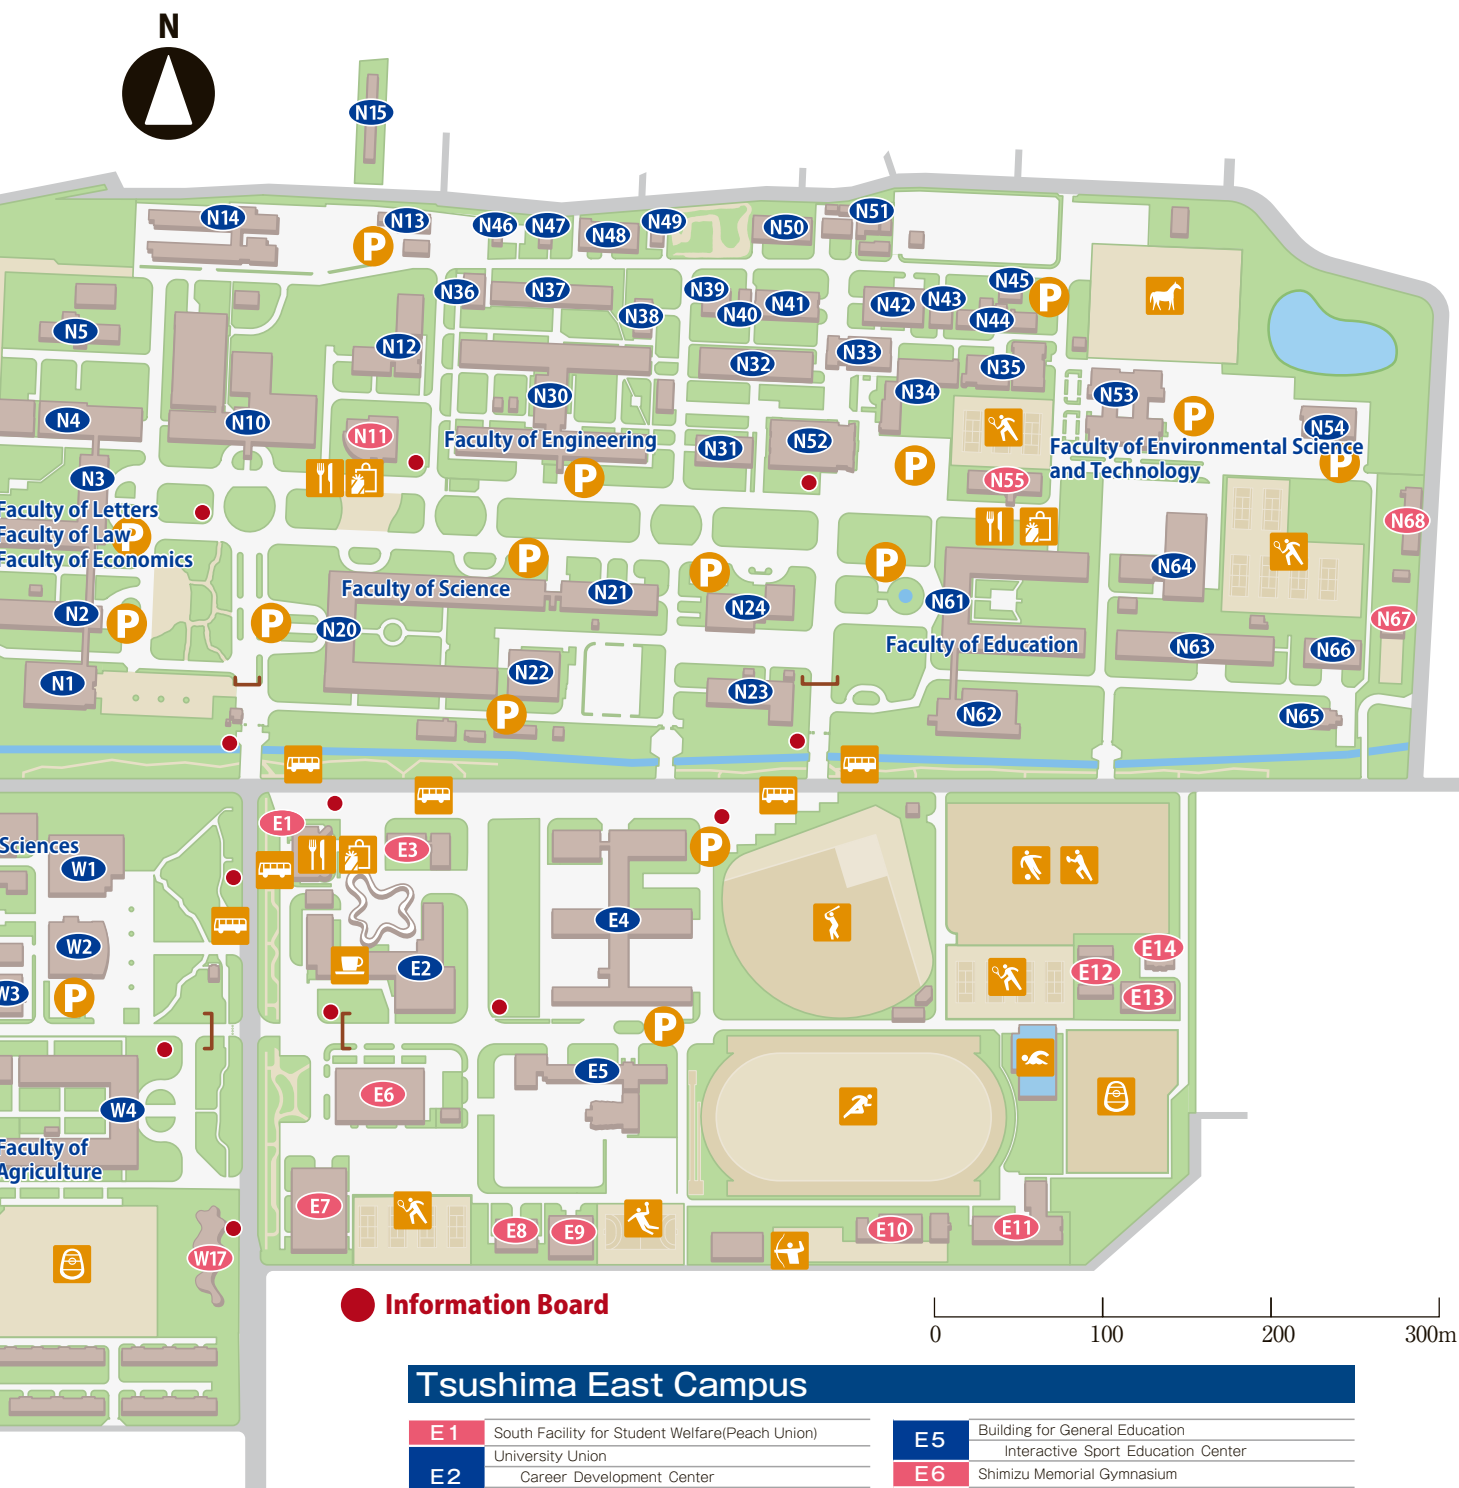 N
N15
N14
N13
P
N46
N47
N48
N49
N50
N51
N36
N37
N38
N39
N40
N41
N42
N43
N44
N45
P
N5
N12
N32
N33
N34
N35
N53
P
N54
P
N4
N10
N11
N30
Faculty of Engineering
P
N31
N52
P
N55
Faculty of Environmental Science
and Technology
N3
Faculty of Letters
Faculty of Law
P
Faculty of Economics
N68
N64
N67
P
Faculty of Science
N21
P
N24
P
N61
Faculty of Education
N63
N66
N2
P
P
N20
N22
P
N23
N62
N65
N1
E1
E3
P
Sciences
W1
W2
W3
P
E4
E2
E14
E12
E13
P
E5
E6
W4
Faculty of
Agriculture
E7
E8
E9
E10
E11
W17
Information Board
0
100
200
300m
Tsushima East Campus
E1
South Facility for Student Welfare(Peach Union)
E2
University Union
Career Development Center
E5
Building for General Education
Interactive Sport Education Center
E6
Shimizu Memorial Gymnasium